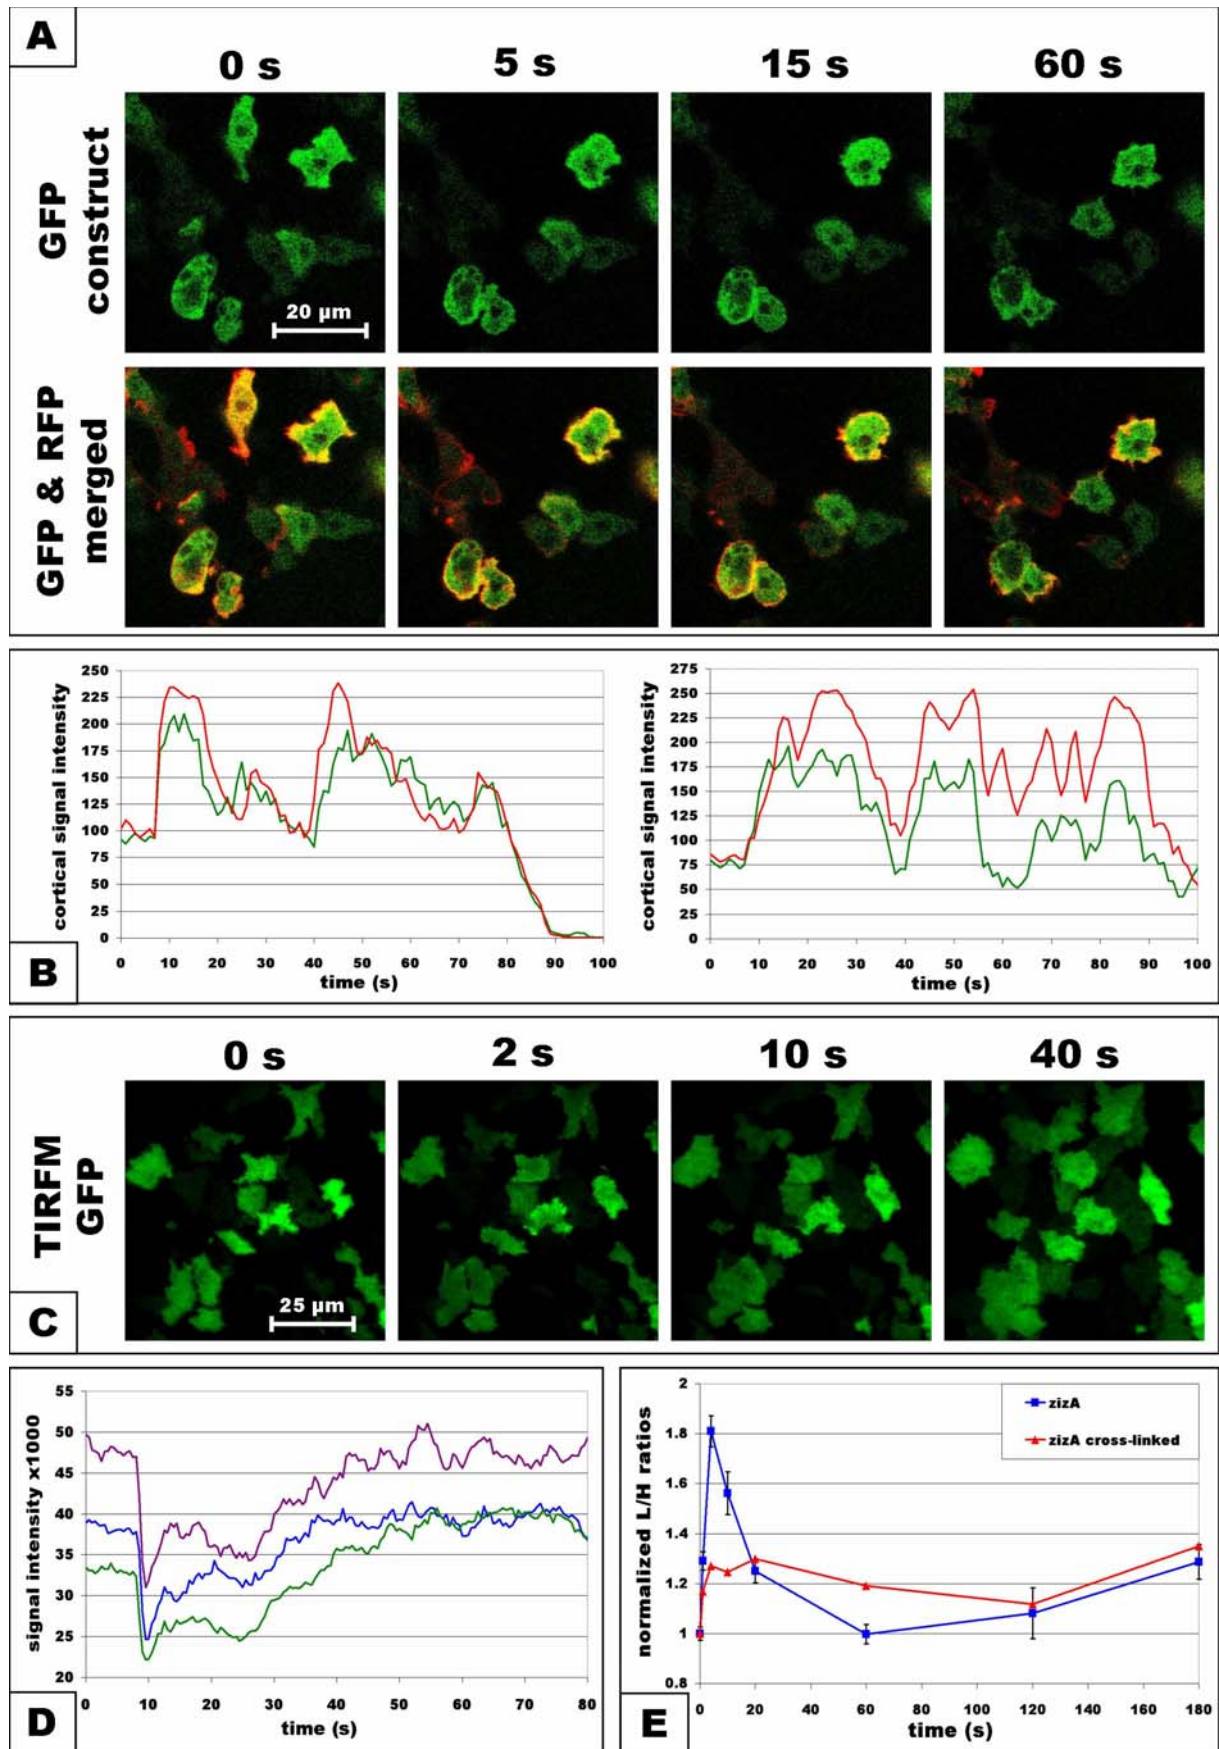 A
0 s 5 s 15 s 60 s
GFP
construct
20 µm
GFP & RFP
merged
B
cortical signal intensity
250
225
200
175
150
125
100
75
50
25
0
0 10 20 30 40 50 60 70 80 90 100
time (s)
cortical signal intensity
275
250
225
200
175
150
125
100
75
50
25
0
0 10 20 30 40 50 60 70 80 90 100
time (s)
C
0 s 2 s 10 s 40 s
TIRFM
GFP
25 µm
D
signal intensity x1000
55
50
45
40
35
30
25
20
0 10 20 30 40 50 60 70 80
time (s)
E
normalized L/H ratios
2
1.8
1.6
1.4
1.2
1
0.8
zizA
zizA cross-linked
0 20 40 60 80 100 120 140 160 180
time (s)